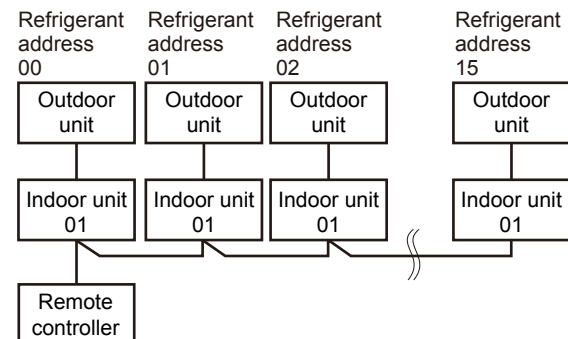 Refrigerant
address
00
Refrigerant
address
01
Refrigerant
address
02
Refrigerant
address
15
Outdoor
unit
Outdoor
unit
Outdoor
unit
Outdoor
unit
Indoor unit
01
Indoor unit
01
Indoor unit
01
Indoor unit
01
Remote
controller